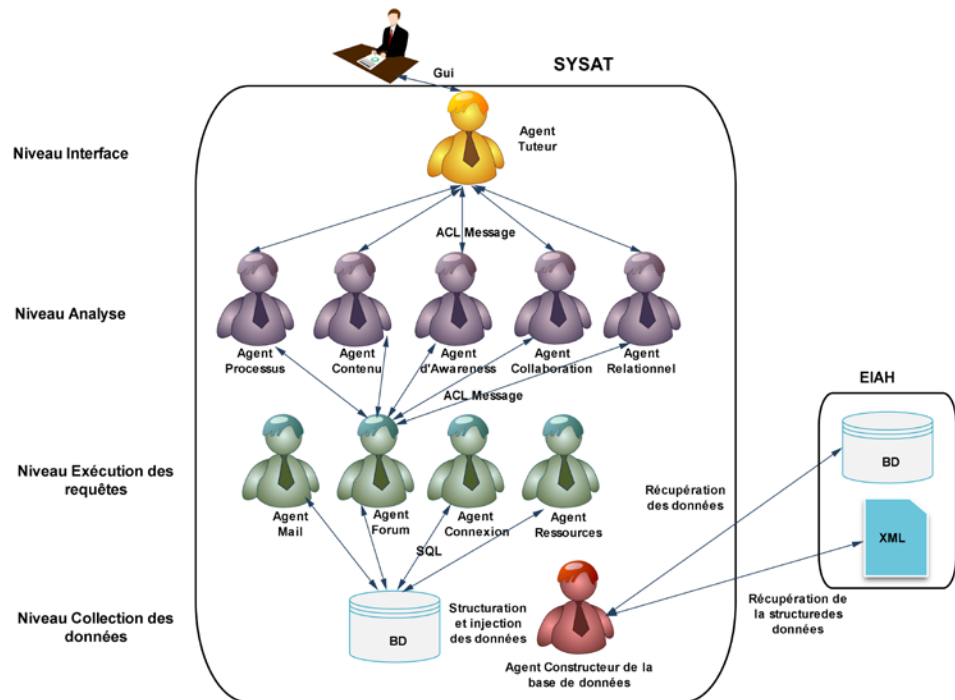 SYSAT
Gui
Agent
Tuteur
Niveau Interface
ACL Message
Niveau Analyse
Agent
Processus
Agent
Contenu
Agent
d'Awareness
Agent
Collaboration
Agent
Relationnel
EIAH
ACL Message
BD
Niveau Exécution des
requêtes
Récupération
des données
Agent
Mail
Agent
Forum
Agent
Connexion
Agent
Ressources
XML
SQL
Niveau Collection des
données
BD
Structuration
et injection
des données
Récupération de
la structuredes
données
Agent Constructeur de la
base de données